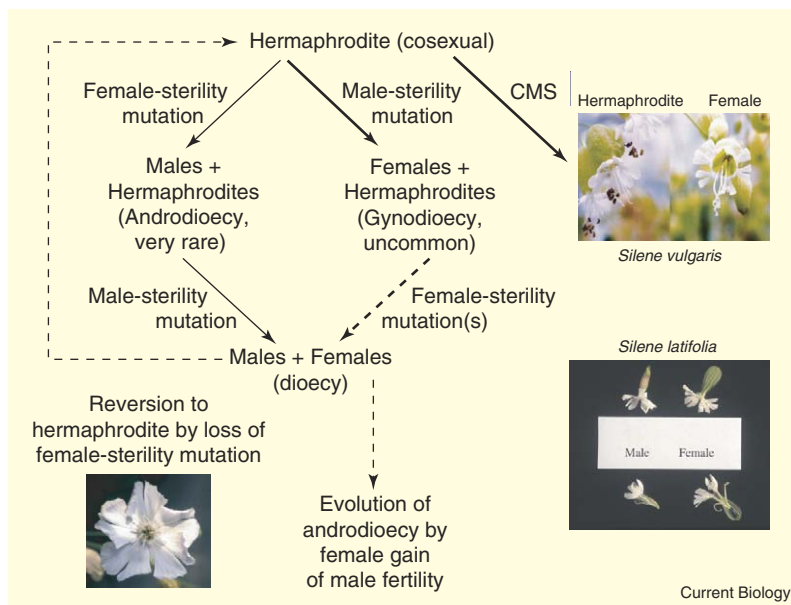 Hermaphrodite (cosexual)
Female-sterility
mutation
Male-sterility
mutation
CMS
Hermaphrodite Female
Males +
Hermaphrodites
(Androdioecy,
very rare)
Females +
Hermaphrodites
(Gynodioecy,
uncommon)
Silene vulgaris
Male-sterility
mutation
Female-sterility
mutation(s)
Males + Females
(dioecy)
Silene latifolia
Male Female
Reversion to
hermaphrodite by loss of
female-sterility mutation
Evolution of
androdioecy by
female gain
of male fertility
Current Biology